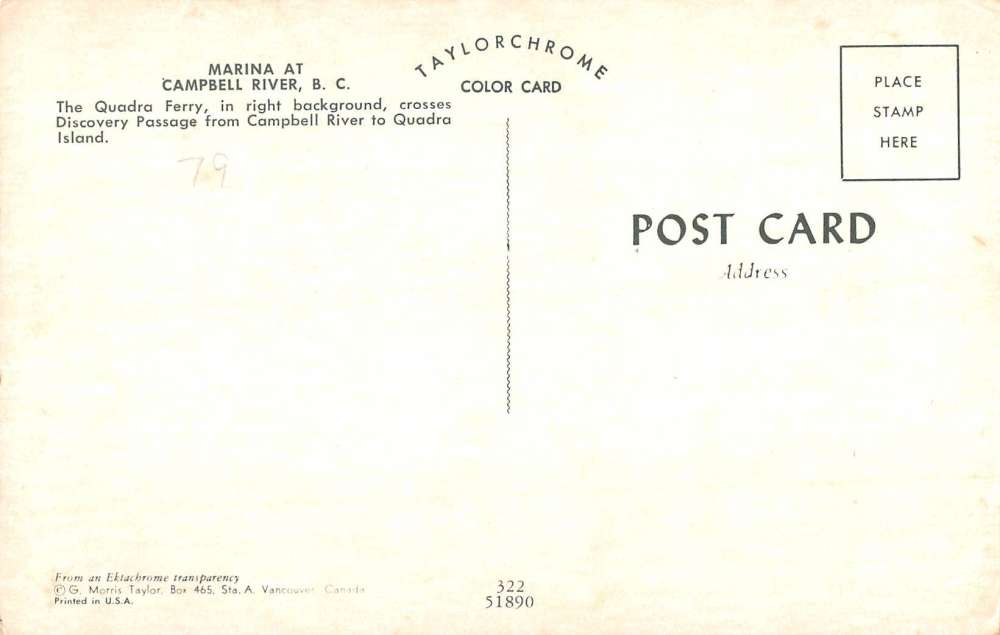 MARINA AT
CAMPBELL RIVER, B. C.
The Quadra Ferry, in right background, crosses
Discovery Passage from Campbell River to Quadra
Island.
79
TAYLORCHROME
COLOR CARD
PLACE
STAMP
HERE
POST CARD
Address
From an Ektachrome transparency
© G. Morris Taylor, Box 465, Sta. A. Vancouver Canada
Printed in U.S.A.
322
51890